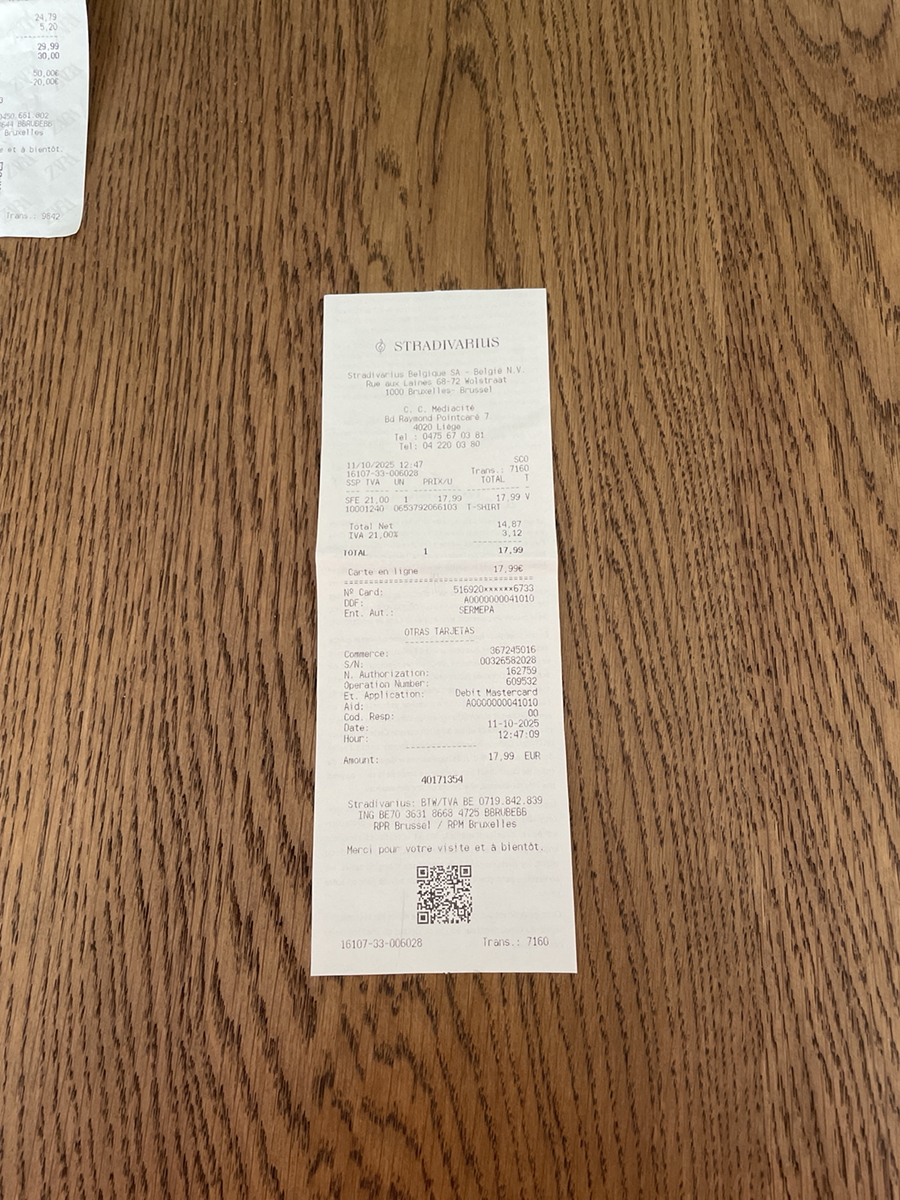 24,79
5,20
29,99
30,00
50,00€
-20,00€
BBRUBEBB
Bruxelles
et à bientôt.
Trans.: 9642
STRADIVARIUS
Stradivarius Belgique SA - België N.V.
Rue aux Laines 68-72 Wolstraat
1000 Bruxelles- Brussel
C. C. Médiacité
Bd Raymond Pointcaré 7
4020 Liège
Tel : 0475 67 03 81
Tel: 04 220 03 80
SCO
11/10/2025 12:47
16107-33-006028 Trans.: 7160
SSP TVA UN PRIX/U TOTAL T
SFE 21,00 1 17,99 17,99 V
10001240 0653792066103 T-SHIRT
Total Net 14,87
IVA 21,00% 3,12
TOTAL 1 17,99
Carte en ligne 17,99€
Nº Card: 516920******6733
DDF: A0000000041010
Ent. Aut.: SERMEPA
OTRAS TARJETAS
Commerce: 367245016
S/N: 00326582028
N. Authorization: 162759
Operation Number: 609532
Et. Application: Debit Mastercard
Aid: A0000000041010
Cod. Resp: 00
Date: 11-10-2025
Hour: 12:47:09
Amount: 17,99 EUR
40171354
Stradivarius: BTW/TVA BE 0719.842.839
ING BE70 3631 8668 4725 BBRUBEBB
RPR Brussel / RPM Bruxelles
Merci pour votre visite et à bientôt.
16107-33-006028 Trans.: 7160